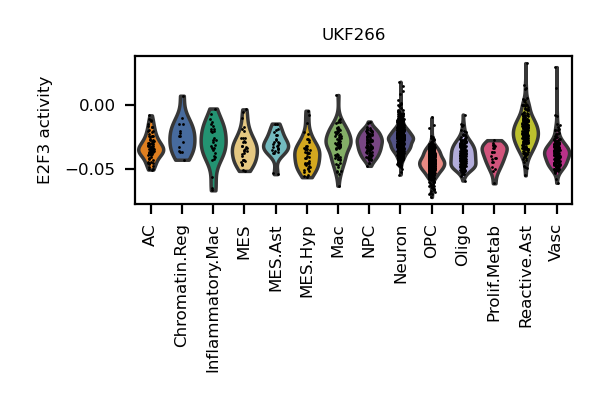 UKF266
E2F3 activity
0.00
−0.05
AC
Chromatin.Reg
Inflammatory.Mac
MES
MES.Ast
MES.Hyp
Mac
NPC
Neuron
OPC
Oligo
Prolif.Metab
Reactive.Ast
Vasc